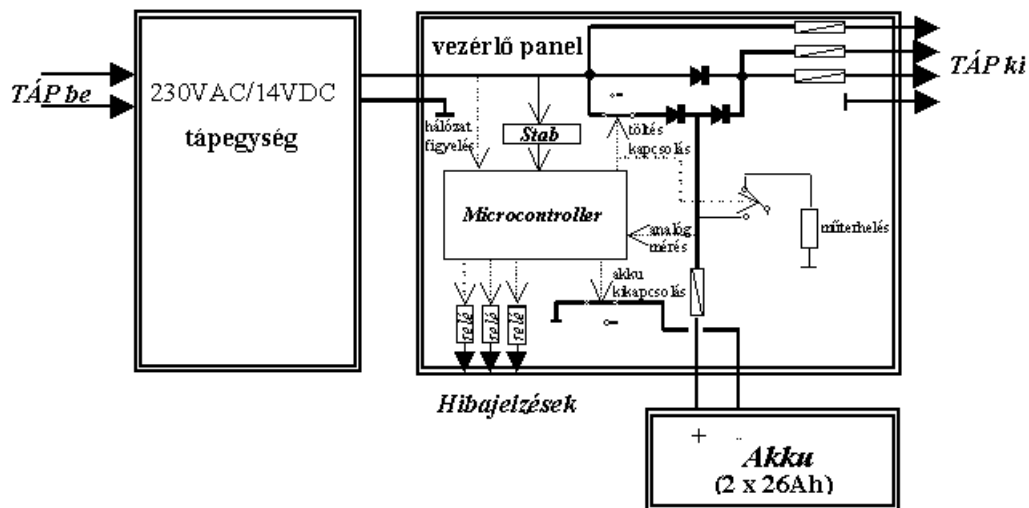 TÁP be
230VAC/14VDC
tápegység
vezérlő panel
TÁP ki
hálózat
figyelés
Stab
töltés
kapcsolás
Microcontroller
analóg
mérés
műterhelés
akku
kikapcsolás
relé
relé
relé
Hibajelzések
+ -
Akku
(2 x 26Ah)